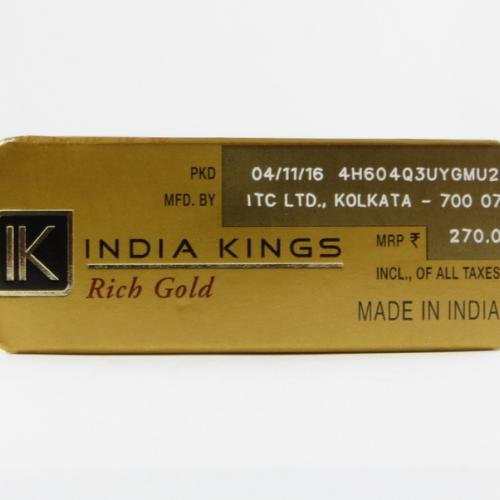 PKD 04/11/16 4H604Q3UYGMU2
MFD. BY ITC LTD., KOLKATA - 700 07
IK INDIA KINGS
MRP ₹ 270.0
Rich Gold
INCL., OF ALL TAXES
MADE IN INDIA